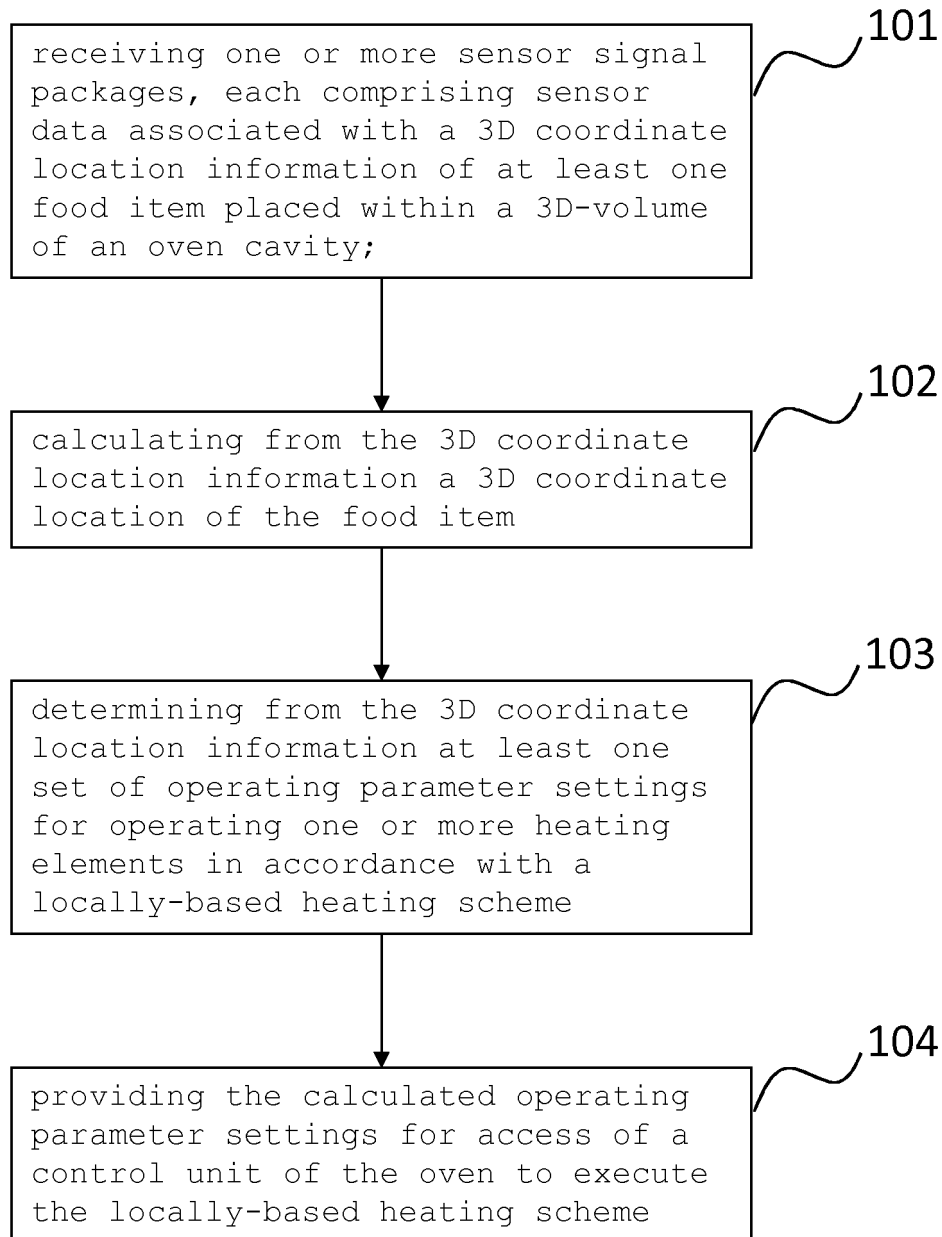 101
receiving one or more sensor signal
packages, each comprising sensor
data associated with a 3D coordinate
location information of at least one
food item placed within a 3D-volume
of an oven cavity;
102
calculating from the 3D coordinate
location information a 3D coordinate
location of the food item
103
determining from the 3D coordinate
location information at least one
set of operating parameter settings
for operating one or more heating
elements in accordance with a
locally-based heating scheme
104
providing the calculated operating
parameter settings for access of a
control unit of the oven to execute
the locally-based heating scheme